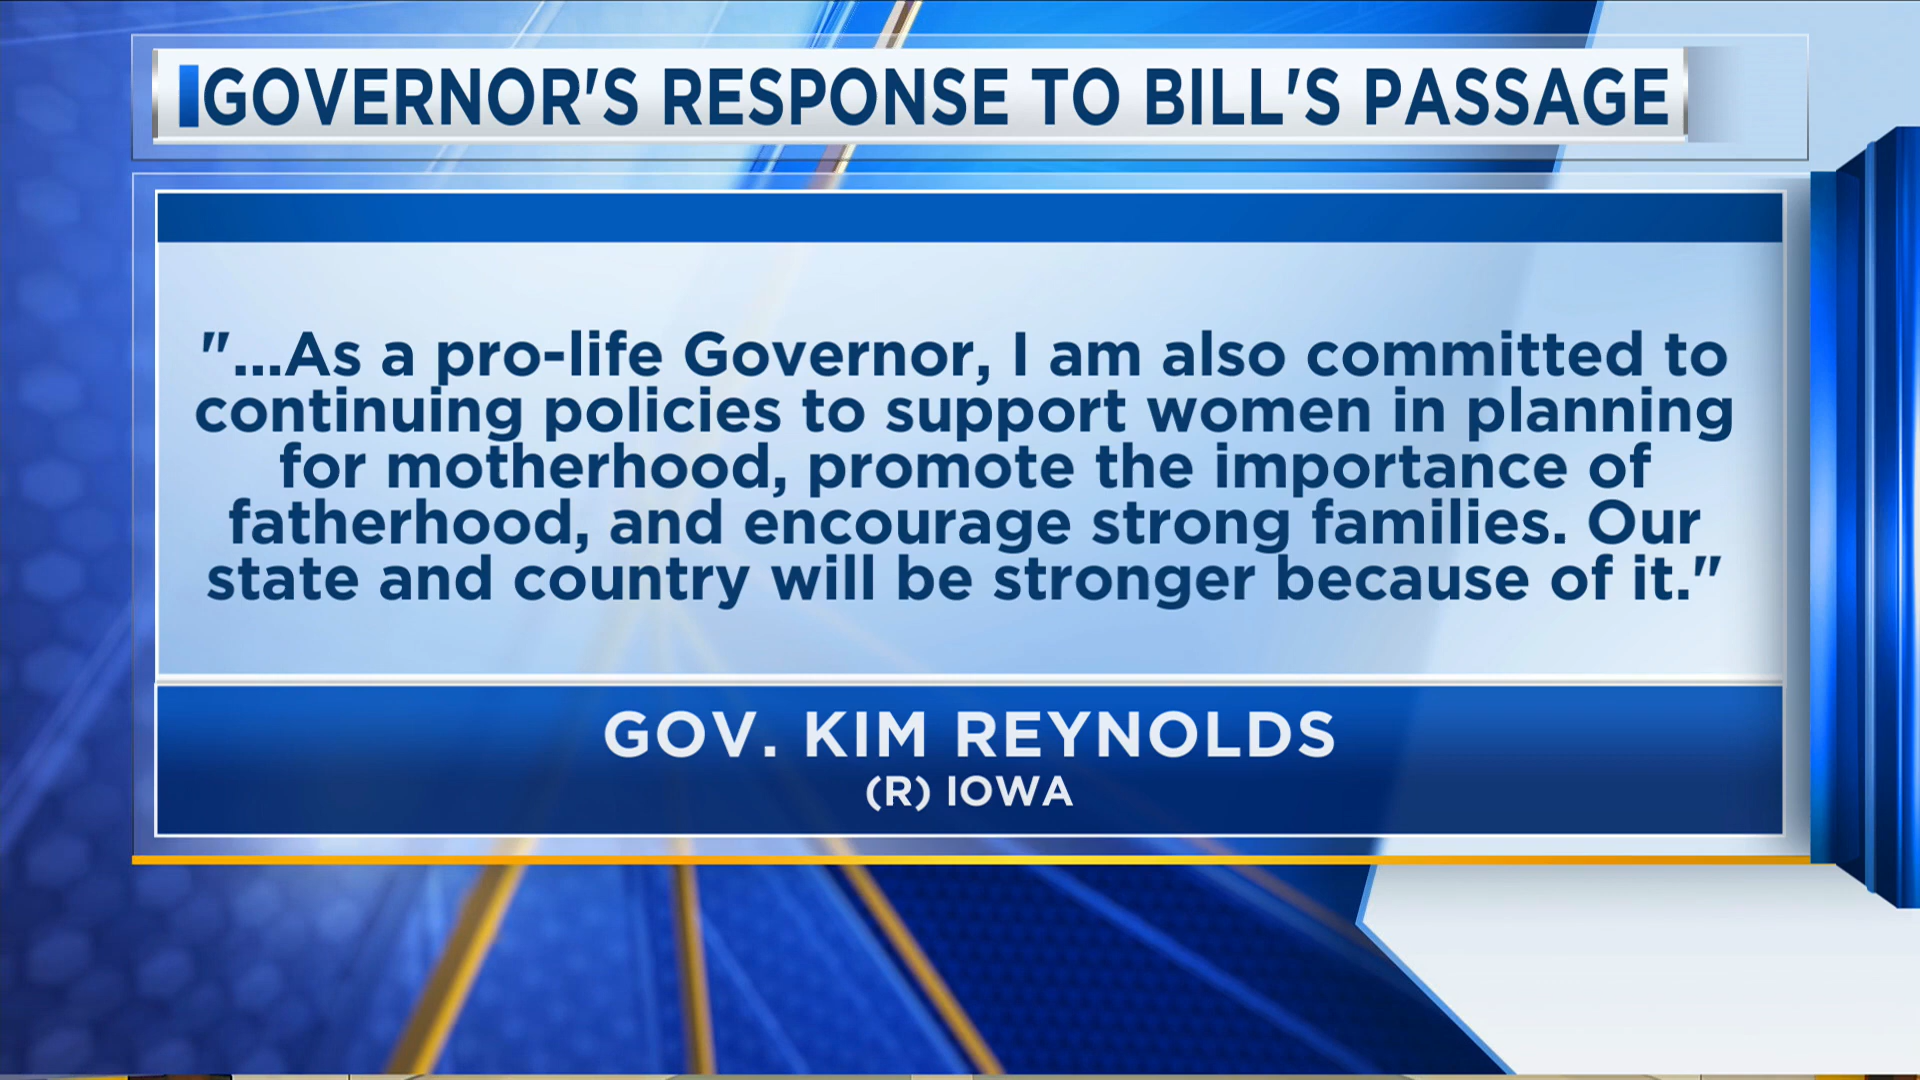 GOVERNOR'S RESPONSE TO BILL'S PASSAGE
"...As a pro-life Governor, I am also committed to
continuing policies to support women in planning
for motherhood, promote the importance of
fatherhood, and encourage strong families. Our
state and country will be stronger because of it."
GOV. KIM REYNOLDS
(R) IOWA